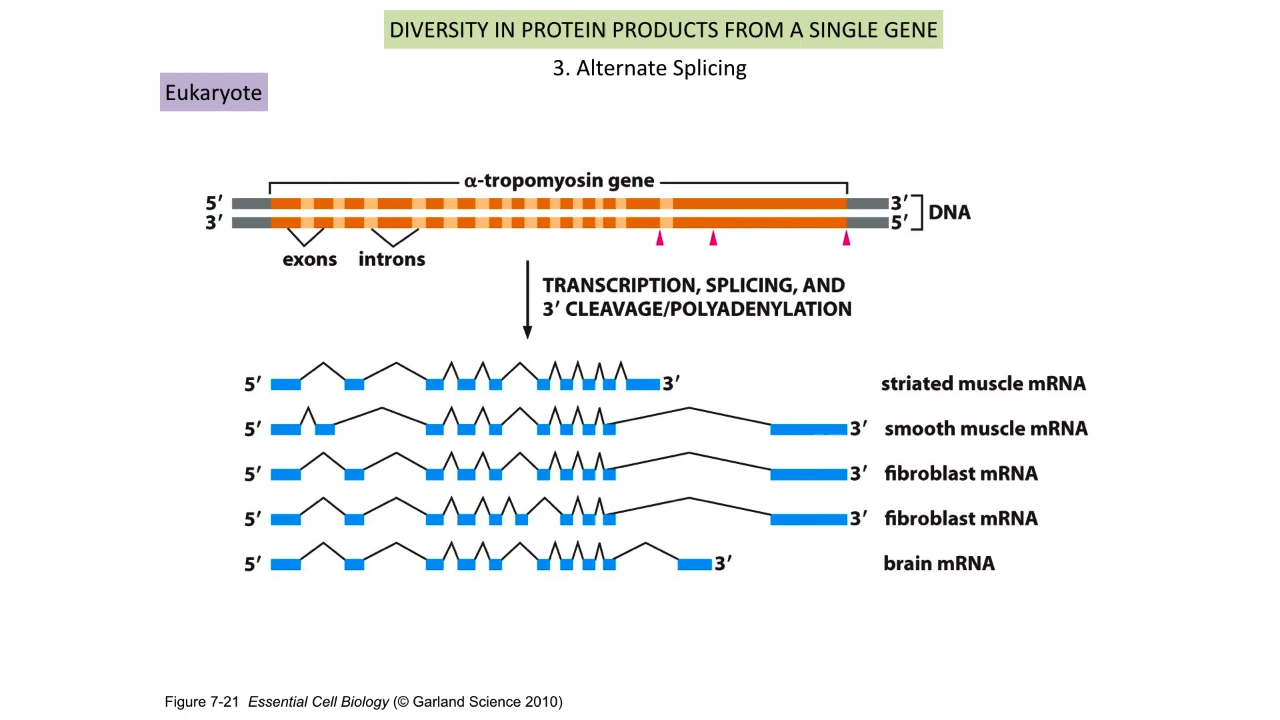 DIVERSITY IN PROTEIN PRODUCTS FROM A SINGLE GENE
3. Alternate Splicing
Eukaryote
α-tropomyosin gene
5′ 3′
3′ 5′
DNA
exons introns
TRANSCRIPTION, SPLICING, AND
3′ CLEAVAGE/POLYADENYLATION
5′ 3′ striated muscle mRNA
5′ 3′ smooth muscle mRNA
5′ 3′ fibroblast mRNA
5′ 3′ fibroblast mRNA
5′ 3′ brain mRNA
Figure 7-21 Essential Cell Biology (© Garland Science 2010)